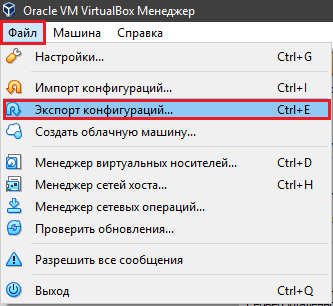 Oracle VM VirtualBox Менеджер
Файл Машина Справка
Настройки... Ctrl+G
Импорт конфигураций... Ctrl+I
Экспорт конфигураций... Ctrl+E
Создать облачную машину...
Менеджер виртуальных носителей... Ctrl+D
Менеджер сетей хоста... Ctrl+H
Менеджер сетевых операций...
Проверить обновления...
Разрешить все сообщения
Выход Ctrl+Q